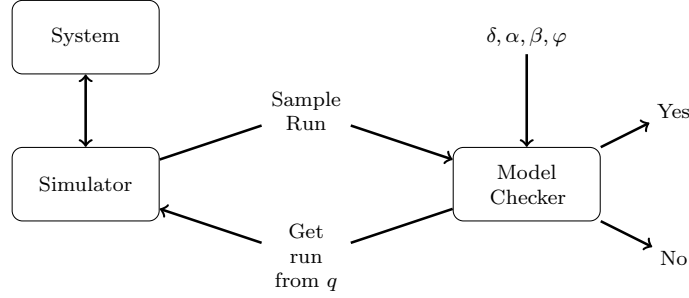 System
δ, α, β, φ
Sample
Run
Yes
Simulator
Model
Checker
Get
run
from q
No